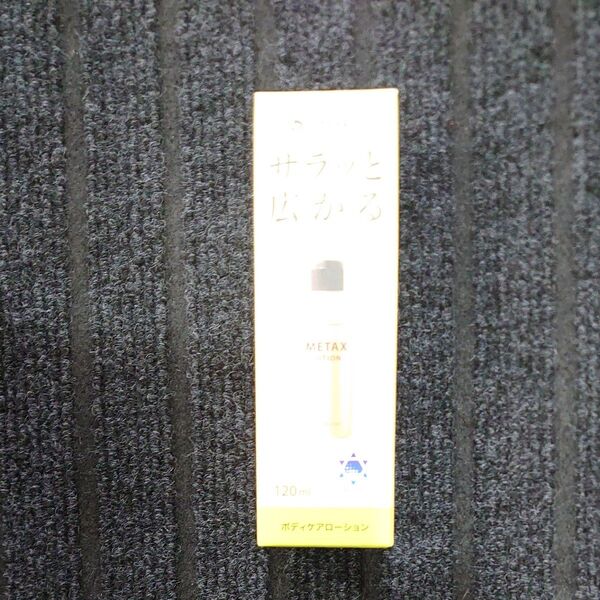 サラッと
広がる
METAX
LOTION
120ml
ボディケアローション